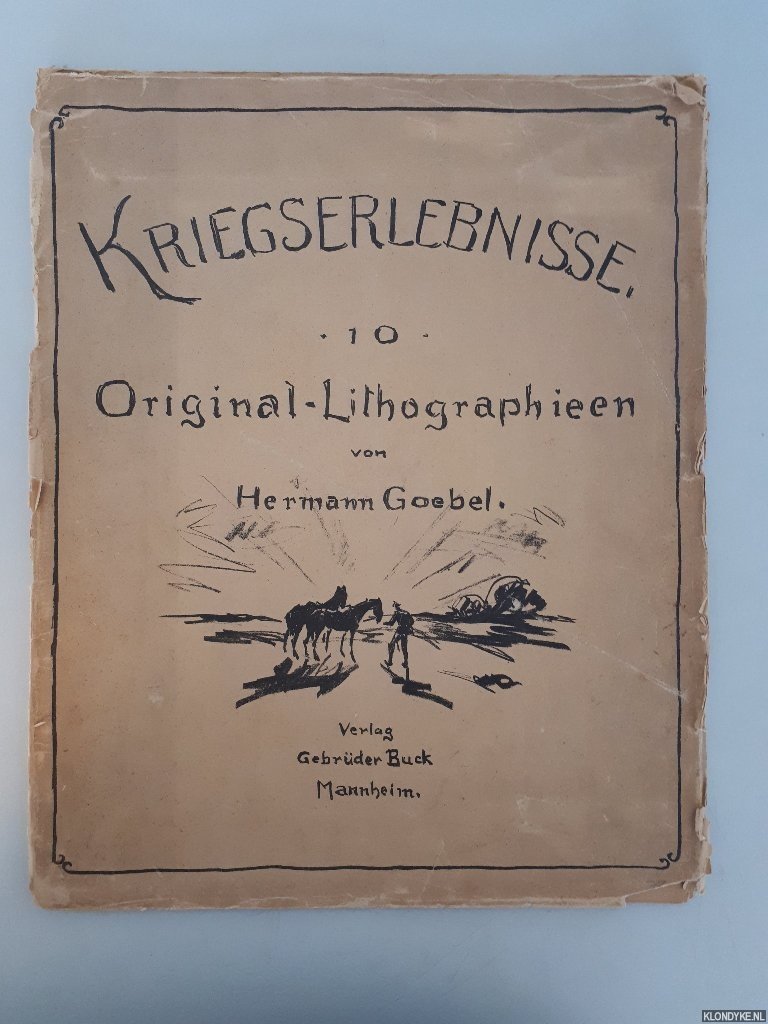 KRIEGSERLEBNISSE.
· 10 ·
Original-Lithographieen
von
Hermann Goebel.
Verlag
Gebrüder Buck
Mannheim.
KLONDYKE.NL